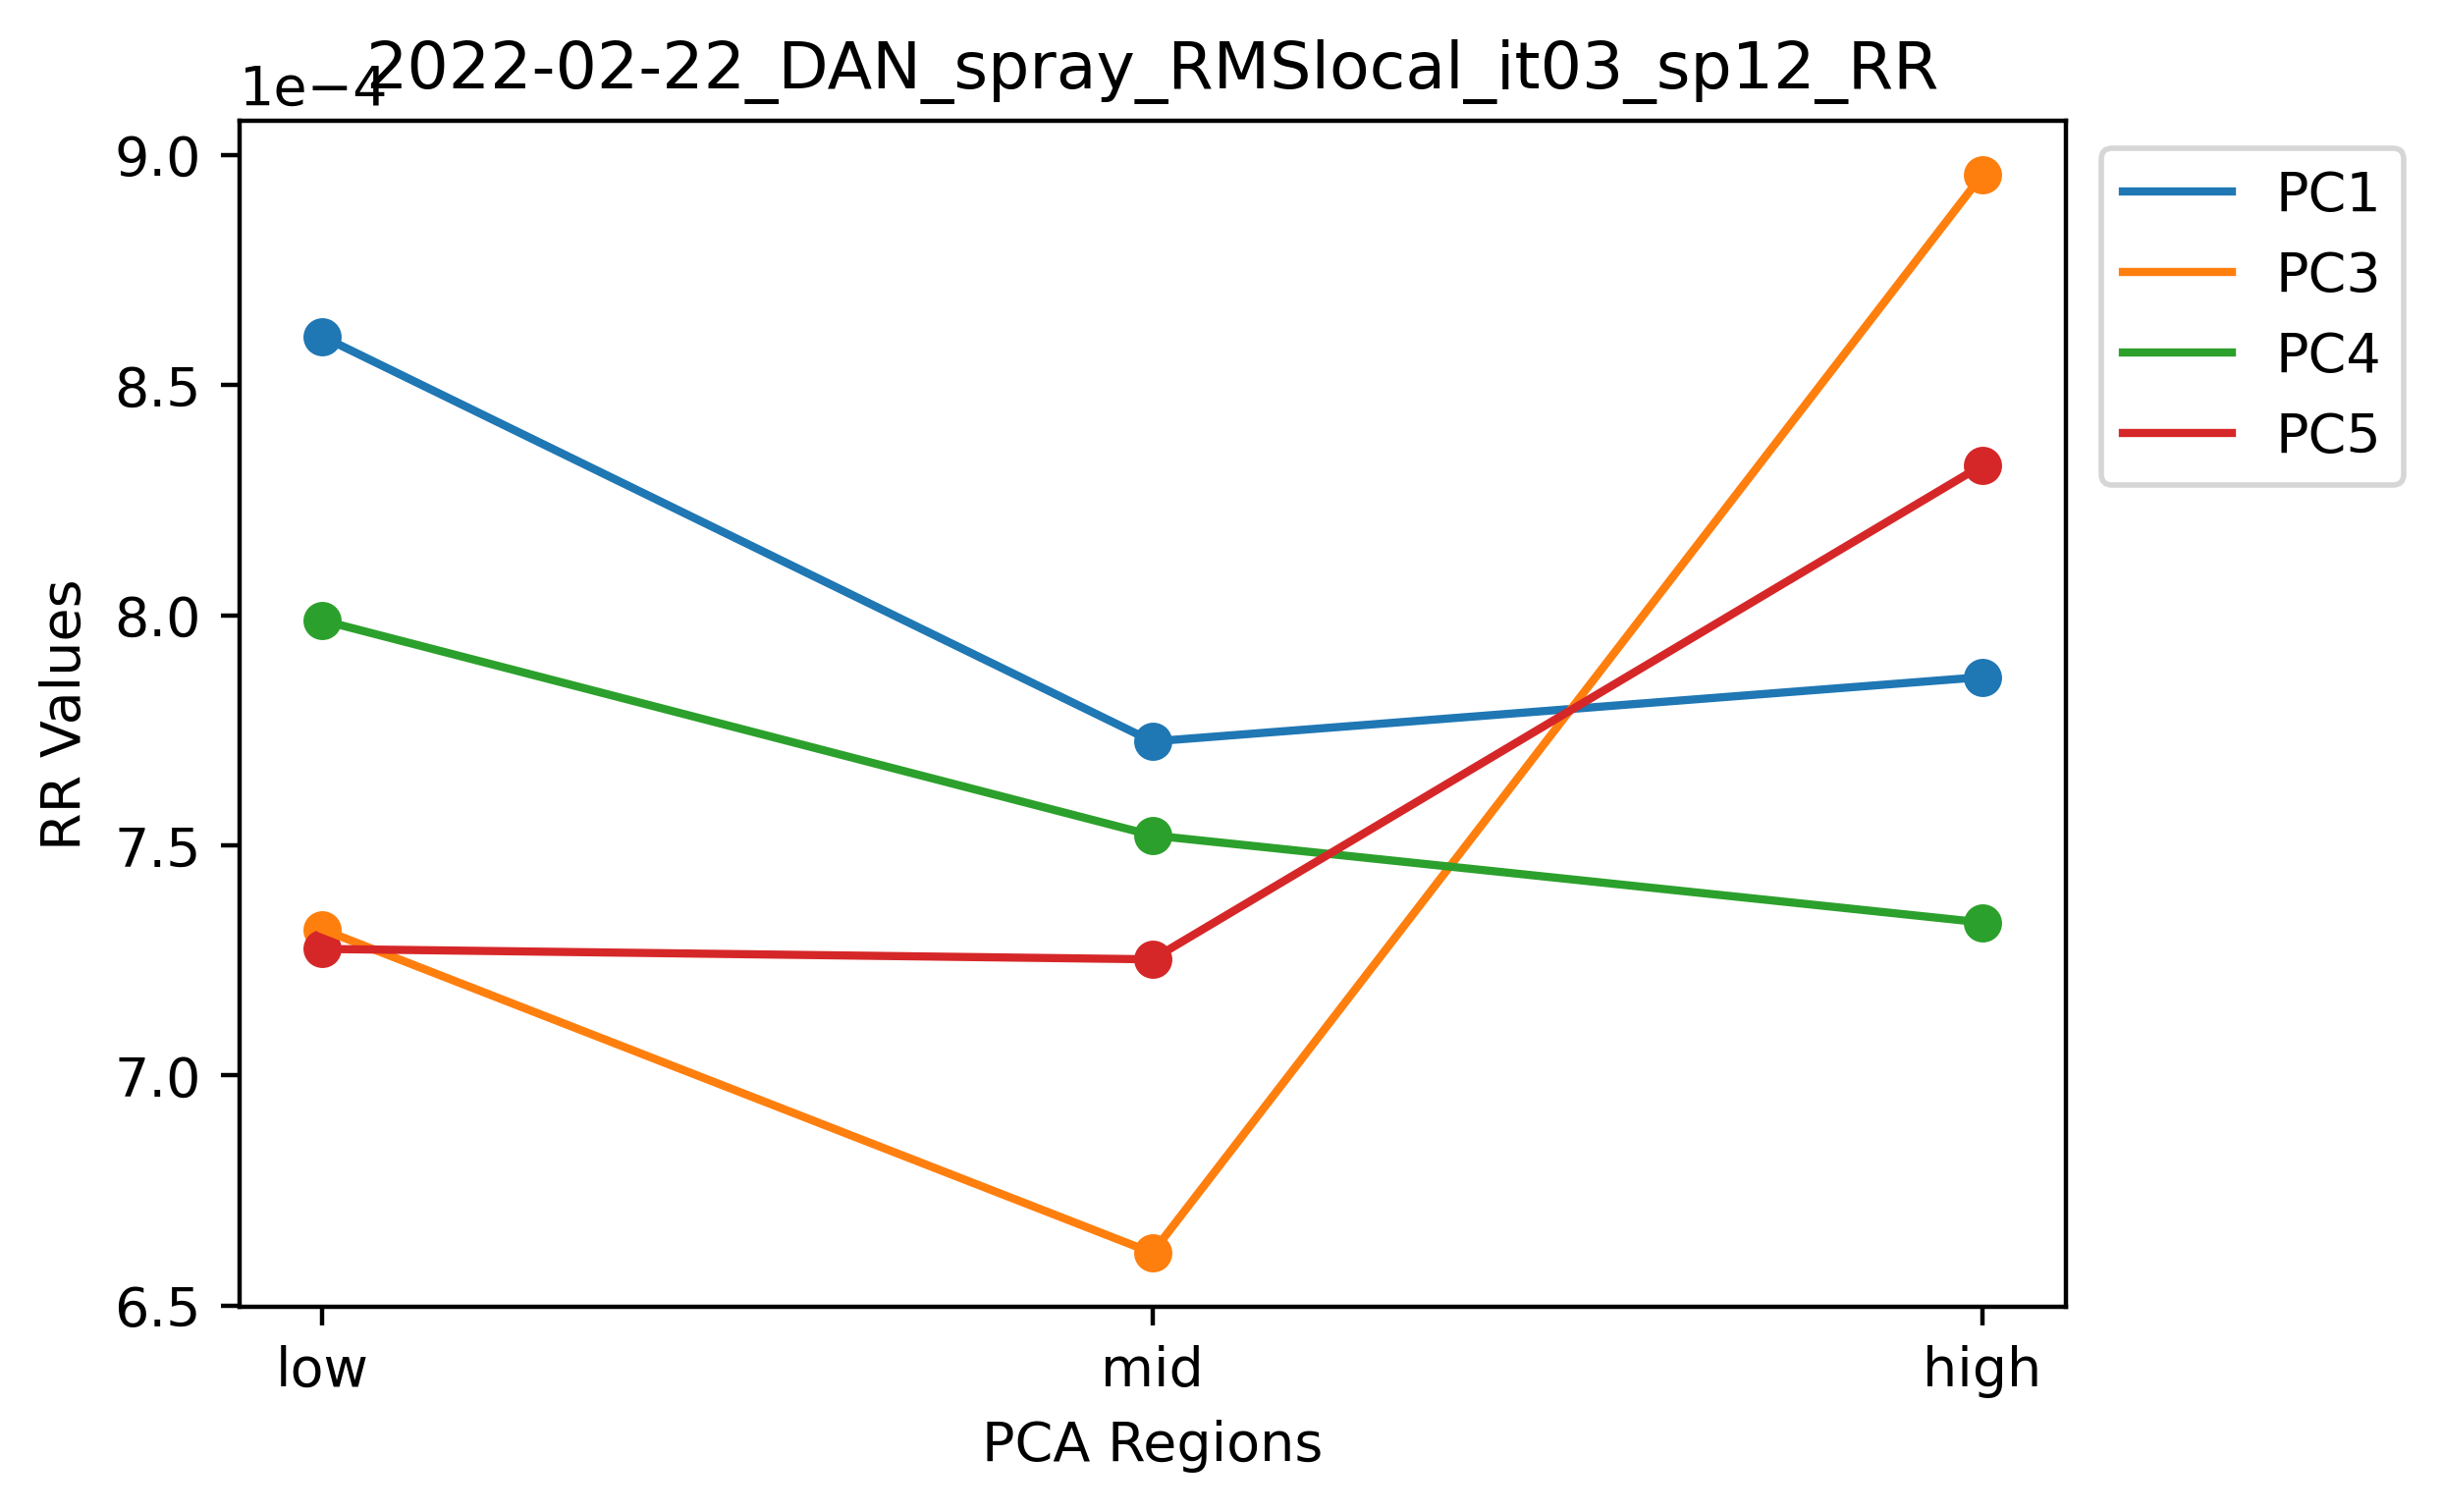 1e−4
2022-02-22_DAN_spray_RMSlocal_it03_sp12_RR
9.0
8.5
8.0
7.5
7.0
6.5
RR Values
low mid high
PCA Regions
PC1
PC3
PC4
PC5